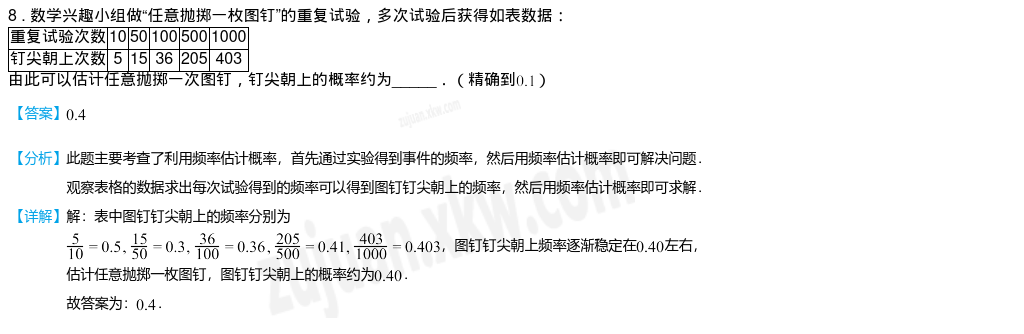 8．数学兴趣小组做“任意抛掷一枚图钉”的重复试验，多次试验后获得如表数据：
重复试验次数 10 50 100 500 1000
钉尖朝上次数 5 15 36 205 403
由此可以估计任意抛掷一次图钉，钉尖朝上的概率约为______．（精确到0.1）
【答案】0.4
【分析】此题主要考查了利用频率估计概率，首先通过实验得到事件的频率，然后用频率估计概率即可解决问题．
观察表格的数据求出每次试验得到的频率可以得到图钉钉尖朝上的频率，然后用频率估计概率即可求解．
【详解】解：表中图钉钉尖朝上的频率分别为
5/10 = 0.5, 15/50 = 0.3, 36/100 = 0.36, 205/500 = 0.41, 403/1000 = 0.403，图钉钉尖朝上频率逐渐稳定在0.40左右，
估计任意抛掷一枚图钉，图钉钉尖朝上的概率约为0.40．
故答案为：0.4．
zujuan.xkw.com
zujuan.xkw.com